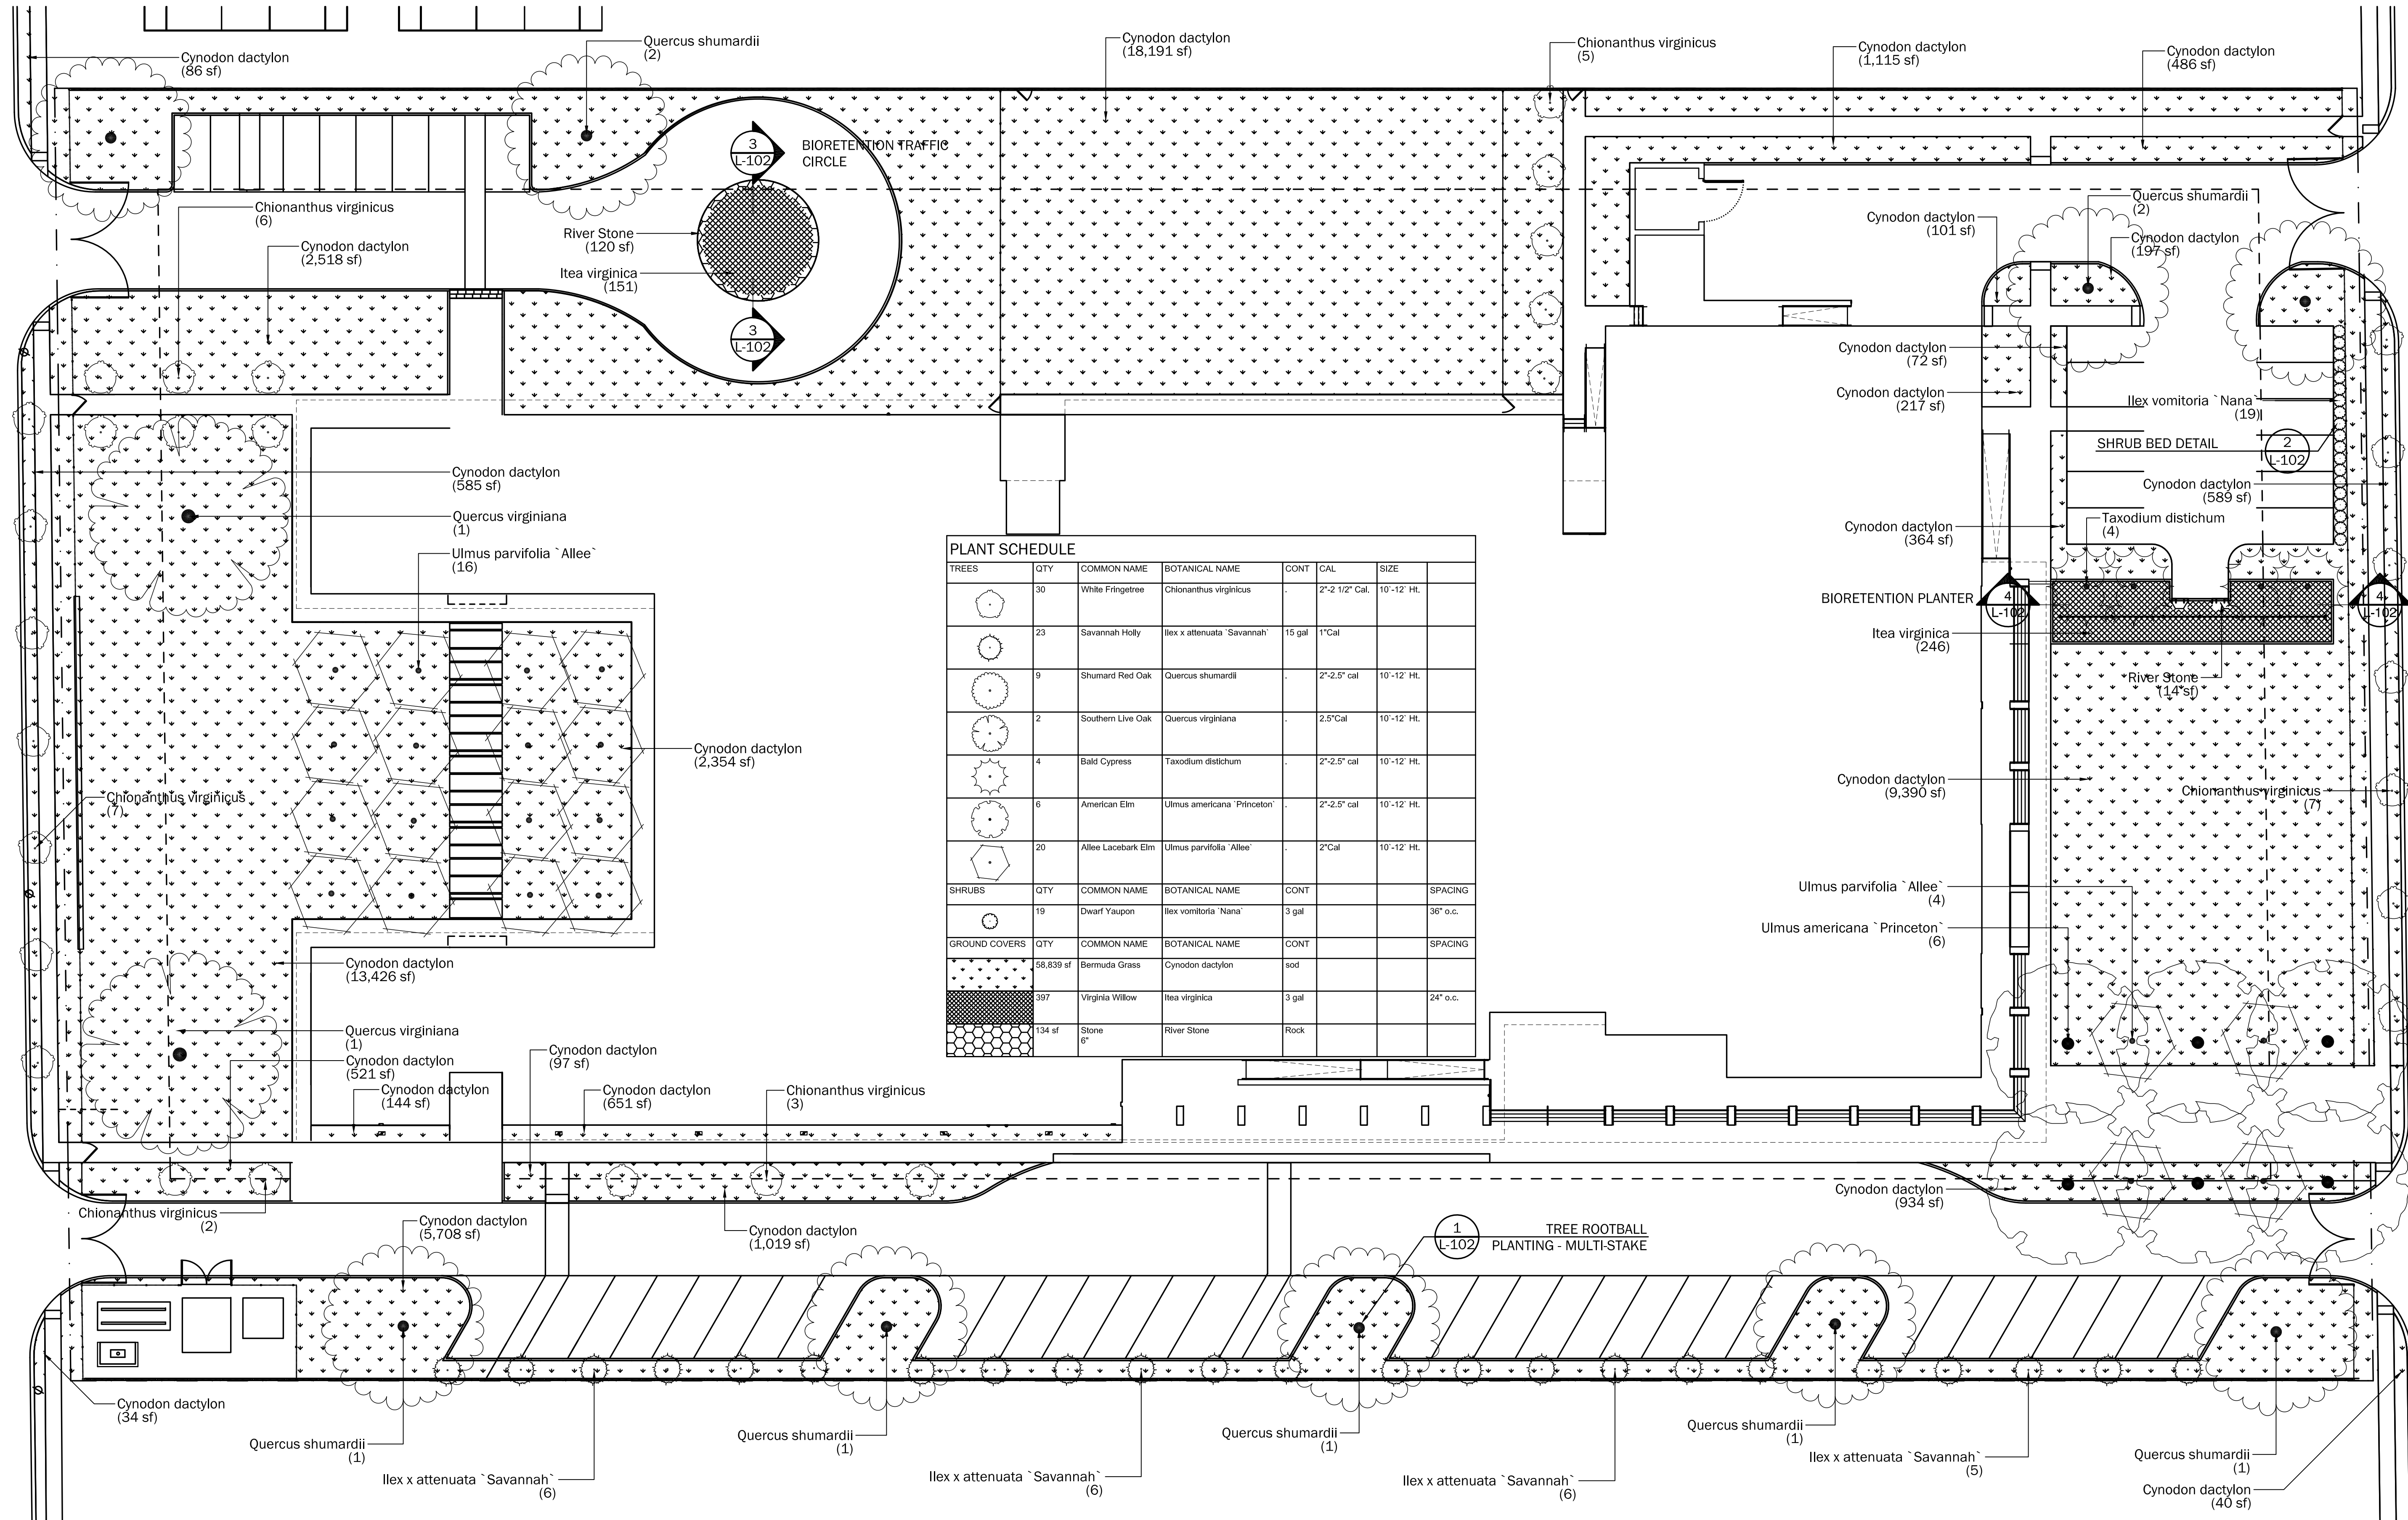 Cynodon dactylon
(86 sf)
Quercus shumardii
(2)
Cynodon dactylon
(18,191 sf)
Chionanthus virginicus
(5)
Cynodon dactylon
(1,115 sf)
Cynodon dactylon
(486 sf)
3
L-102
BIORETENTION TRAFFIC
CIRCLE
Chionanthus virginicus
(6)
Cynodon dactylon
(2,518 sf)
River Stone
(120 sf)
Itea virginica
(151)
3
L-102
Quercus shumardii
(2)
Cynodon dactylon
(101 sf)
Cynodon dactylon
(197 sf)
Cynodon dactylon
(72 sf)
Cynodon dactylon
(217 sf)
Ilex vomitoria `Nana`
(19)
SHRUB BED DETAIL
2
L-102
Cynodon dactylon
(589 sf)
Cynodon dactylon
(585 sf)
Quercus virginiana
(1)
Ulmus parvifolia `Allee`
(16)
Cynodon dactylon
(364 sf)
Taxodium distichum
(4)
BIORETENTION PLANTER
4
L-102
4
L-102
Itea virginica
(246)
River Stone
(14 sf)
Cynodon dactylon
(2,354 sf)
Cynodon dactylon
(9,390 sf)
Chionanthus virginicus
(7)
Chionanthus virginicus
(7)
PLANT SCHEDULE
TREES QTY COMMON NAME BOTANICAL NAME CONT CAL SIZE
30 White Fringetree Chionanthus virginicus . 2"-2 1/2" Cal. 10`-12` Ht.
23 Savannah Holly Ilex x attenuata `Savannah` 15 gal 1"Cal
9 Shumard Red Oak Quercus shumardii . 2"-2.5" cal 10`-12` Ht.
2 Southern Live Oak Quercus virginiana . 2.5"Cal 10`-12` Ht.
4 Bald Cypress Taxodium distichum . 2"-2.5" cal 10`-12` Ht.
6 American Elm Ulmus americana `Princeton` . 2"-2.5" cal 10`-12` Ht.
20 Allee Lacebark Elm Ulmus parvifolia `Allee` . 2"Cal 10`-12` Ht.
SHRUBS QTY COMMON NAME BOTANICAL NAME CONT SPACING
19 Dwarf Yaupon Ilex vomitoria `Nana` 3 gal 36" o.c.
GROUND COVERS QTY COMMON NAME BOTANICAL NAME CONT SPACING
58,839 sf Bermuda Grass Cynodon dactylon sod
397 Virginia Willow Itea virginica 3 gal 24" o.c.
134 sf Stone River Stone Rock
6"
Ulmus parvifolia `Allee`
(4)
Ulmus americana `Princeton`
(6)
Cynodon dactylon
(13,426 sf)
Quercus virginiana
(1)
Cynodon dactylon
(521 sf)
Cynodon dactylon
(144 sf)
Cynodon dactylon
(97 sf)
Cynodon dactylon
(651 sf)
Chionanthus virginicus
(3)
Chionanthus virginicus
(2)
Cynodon dactylon
(5,708 sf)
Cynodon dactylon
(1,019 sf)
1
L-102
TREE ROOTBALL
PLANTING - MULTI-STAKE
Cynodon dactylon
(934 sf)
Cynodon dactylon
(34 sf)
Quercus shumardii
(1)
Ilex x attenuata `Savannah`
(6)
Quercus shumardii
(1)
Ilex x attenuata `Savannah`
(6)
Quercus shumardii
(1)
Ilex x attenuata `Savannah`
(6)
Quercus shumardii
(1)
Ilex x attenuata `Savannah`
(5)
Quercus shumardii
(1)
Cynodon dactylon
(40 sf)